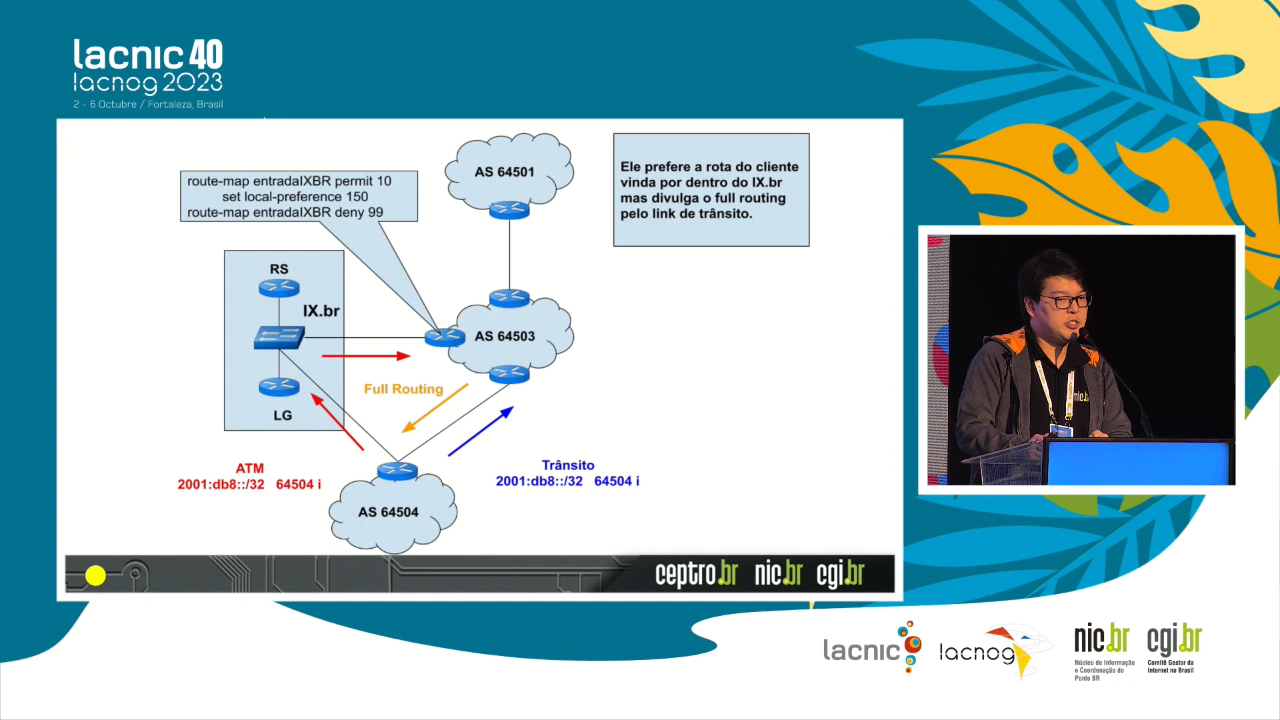 lacnic 40
lacnog 2023
2 - 6 Octubre / Fortaleza, Brasil
route-map entradaIXBR permit 10
set local-preference 150
route-map entradaIXBR deny 99
AS 64501
Ele prefere a rota do cliente
vinda por dentro do IX.br
mas divulga o full routing
pelo link de trânsito.
RS
IX.br
AS 64503
Full Routing
LG
ATM
2001:db8::/32 64504 i
Trânsito
2001:db8::/32 64504 i
AS 64504
ceptro.br nic.br cgi.br
nic.br
lacnic
lacnog
nic.br
Núcleo de Informação
e Coordenação do
Ponto BR
cgi.br
Comitê Gestor da
Internet no Brasil